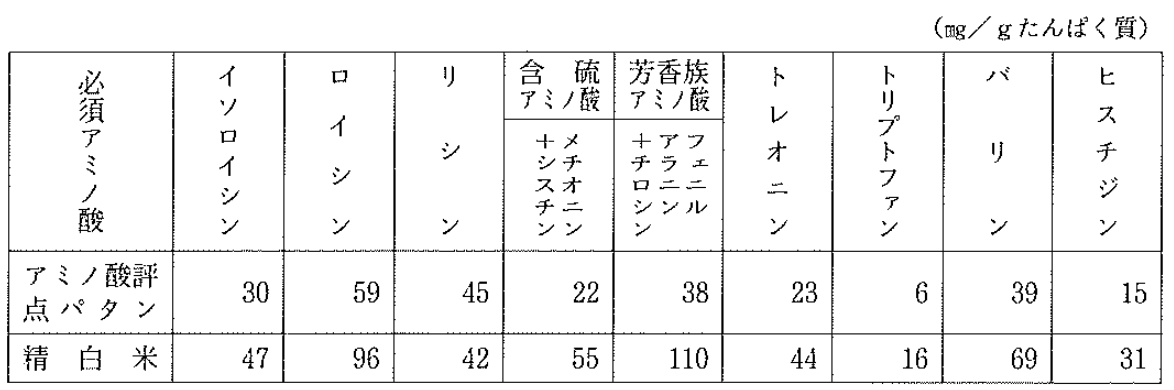 (㎎/gたんぱく質)
必須アミノ酸
イソロイシン
ロイシン
リシン
含硫
アミノ酸
メチオニン
+シスチン
芳香族
アミノ酸
フェニル
アラニン
+チロシン
トレオニン
トリプトファン
バリン
ヒスチジン
アミノ酸評
点パタン
30 59 45 22 38 23 6 39 15
精白米 47 96 42 55 110 44 16 69 31